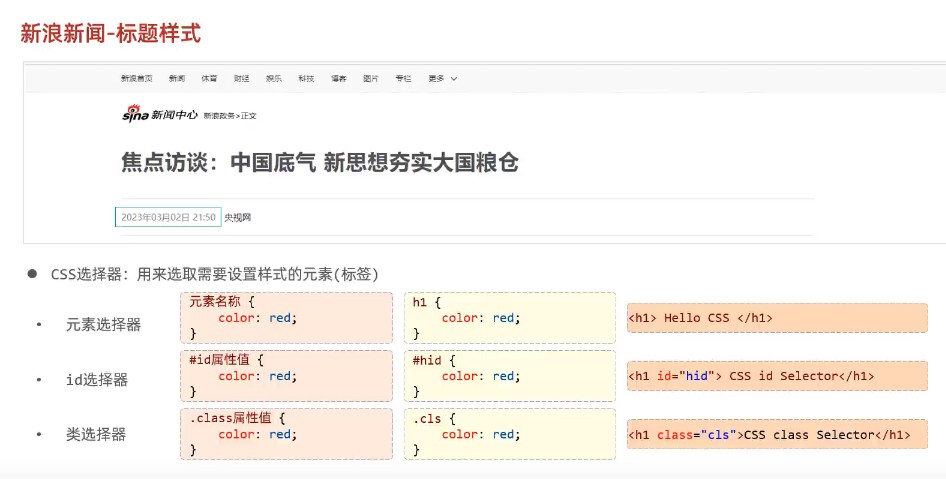 新浪新闻-标题样式
新浪首页 新闻 体育 财经 娱乐 科技 博客 图片 专栏 更多
sina 新闻中心 新浪政务>正文
焦点访谈：中国底气 新思想夯实大国粮仓
2023年03月02日 21:50 央视网
● CSS选择器：用来选取需要设置样式的元素(标签)
• 元素选择器
元素名称 {
color: red;
}
h1 {
color: red;
}
<h1> Hello CSS </h1>
• id选择器
#id属性值 {
color: red;
}
#hid {
color: red;
}
<h1 id="hid"> CSS id Selector</h1>
• 类选择器
.class属性值 {
color: red;
}
.cls {
color: red;
}
<h1 class="cls">CSS class Selector</h1>